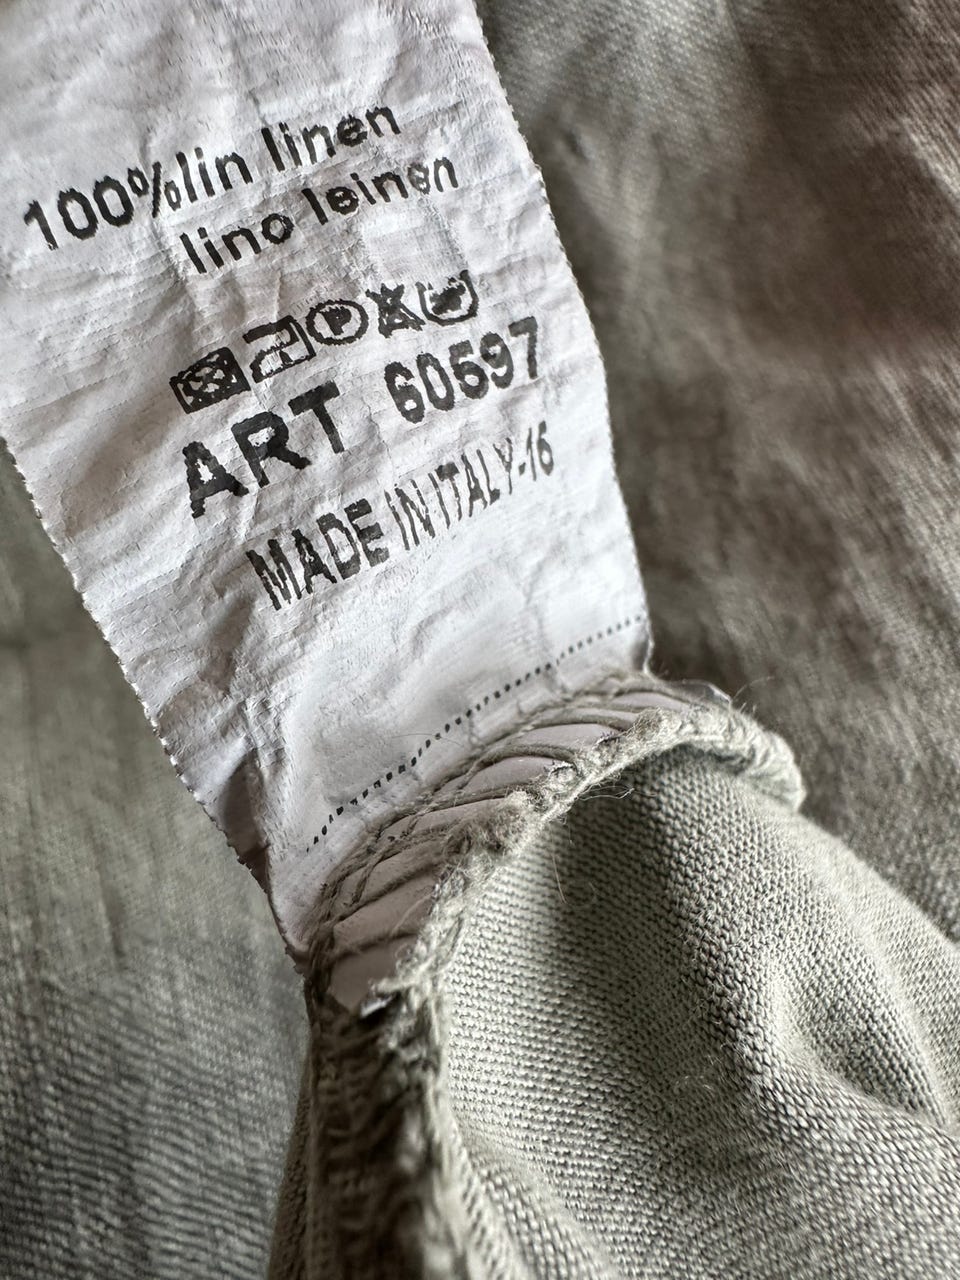 100%lin linen
lino leinen
ART 60597
MADE IN ITALY-16